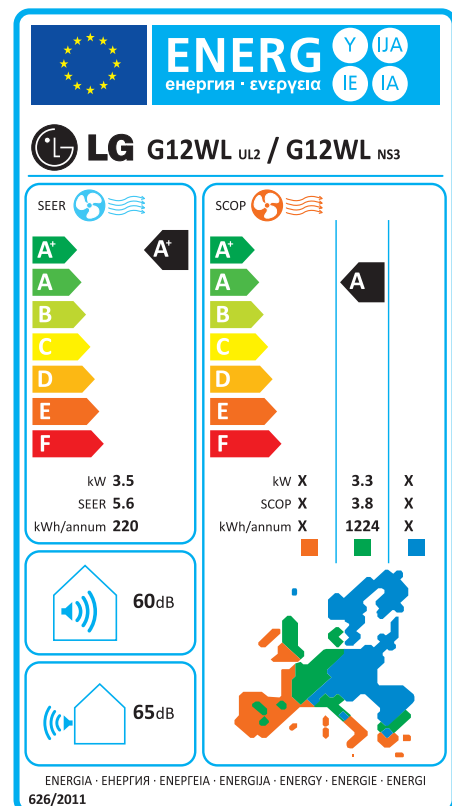 ENERG Y IJA
енергия · ενεργεια IE IA
LG G12WL UL2 / G12WL NS3
SEER
A+
A+
A
B
C
D
E
F
kW 3.5
SEER 5.6
kWh/annum 220
SCOP
A+
A
A
B
C
D
E
F
kW X 3.3 X
SCOP X 3.8 X
kWh/annum X 1224 X
60dB
65dB
ENERGIA · ЕНЕРГИЯ · ΕΝΕΡΓΕΙΑ · ENERGIJA · ENERGY · ENERGIE · ENERGI
626/2011